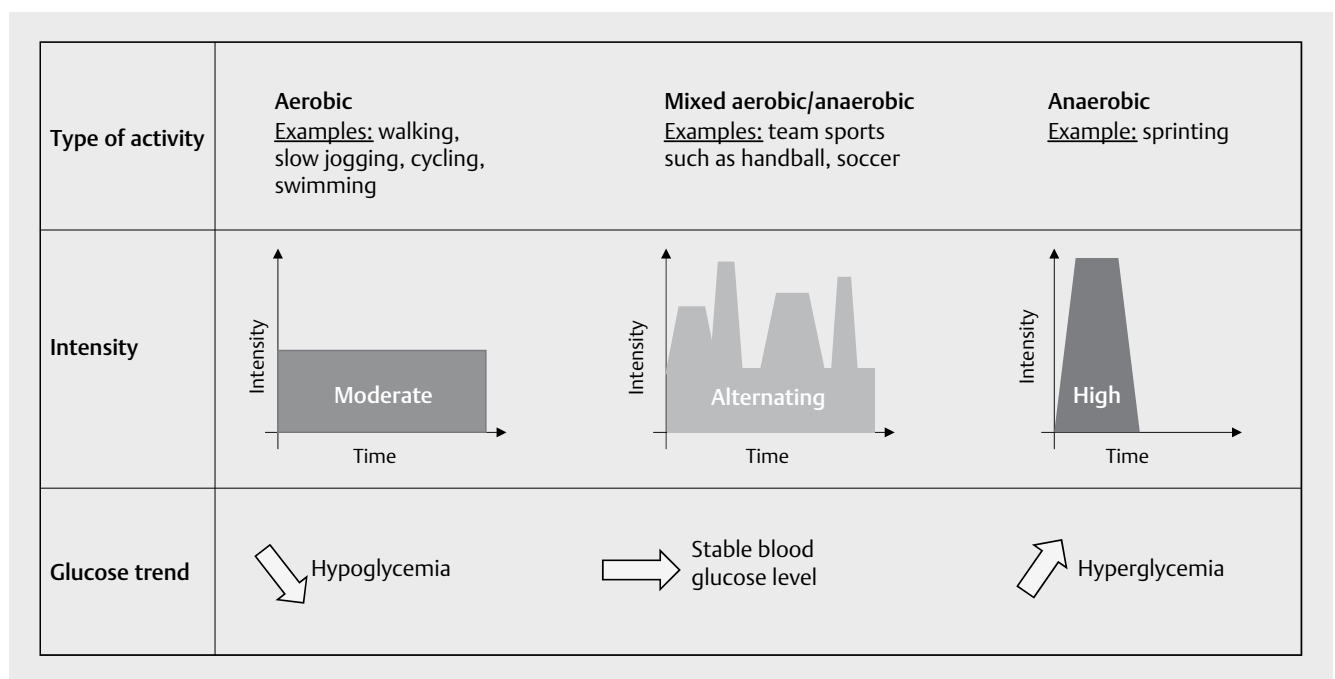 Type of activity
Aerobic
Examples: walking,
slow jogging, cycling,
swimming
Mixed aerobic/anaerobic
Examples: team sports
such as handball, soccer
Anaerobic
Example: sprinting
Intensity
Intensity
Moderate
Time
Intensity
Alternating
Time
Intensity
High
Time
Glucose trend
Hypoglycemia
Stable blood
glucose level
Hyperglycemia